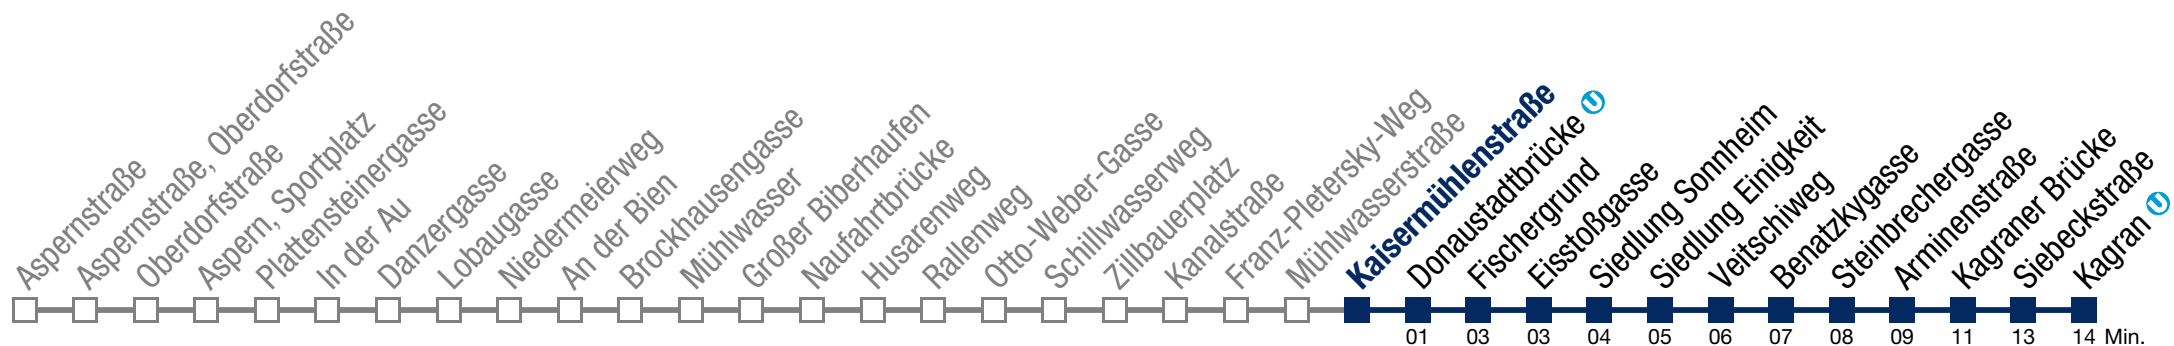 Aspernstraße
Aspernstraße, Oberdorfstraße
Oberdorfstraße
Aspern, Sportplatz
Plattensteinergasse
In der Au
Danzergasse
Lobaugasse
Niedermeierweg
An der Bien
Brockhausengasse
Mühlwasser
Großer Biberhaufen
Naufahrtbrücke
Husarenweg
Rallenweg
Otto-Weber-Gasse
Schillwasserweg
Zillbauerplatz
Kanalstraße
Franz-Pletersky-Weg
Mühlwasserstraße
Kaisermühlenstraße
Donaustadtbrücke U
Fischergrund
Eisstoßgasse
Siedlung Sonnheim
Siedlung Einigkeit
Veitschiweg
Benatzkygasse
Steinbrechergasse
Arminenstraße
Kagraner Brücke
Siebeckstraße
Kagran U
01 03 03 04 05 06 07 08 09 11 13 14 Min.